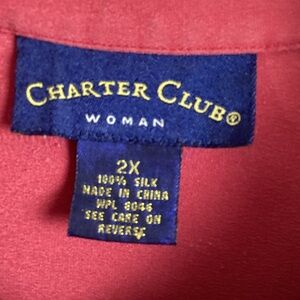 CHARTER CLUB®
WOMAN
2X
100% SILK
MADE IN CHINA
WPL 8046
SEE CARE ON
REVERSE